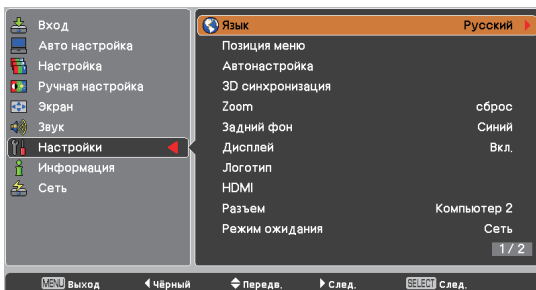 Вход
Авто настройка
Настройка
Ручная настройка
Экран
Звук
Настройки
Информация
Сеть
Язык Русский
Позиция меню
Автонастройка
3D синхронизация
Zoom сброс
Задний фон Синий
Дисплей Вкл.
Логотип
HDMI
Разъем Компьютер 2
Режим ожидания Сеть
1 / 2
MENU Выход чёрный Передв. След. SELECT След.